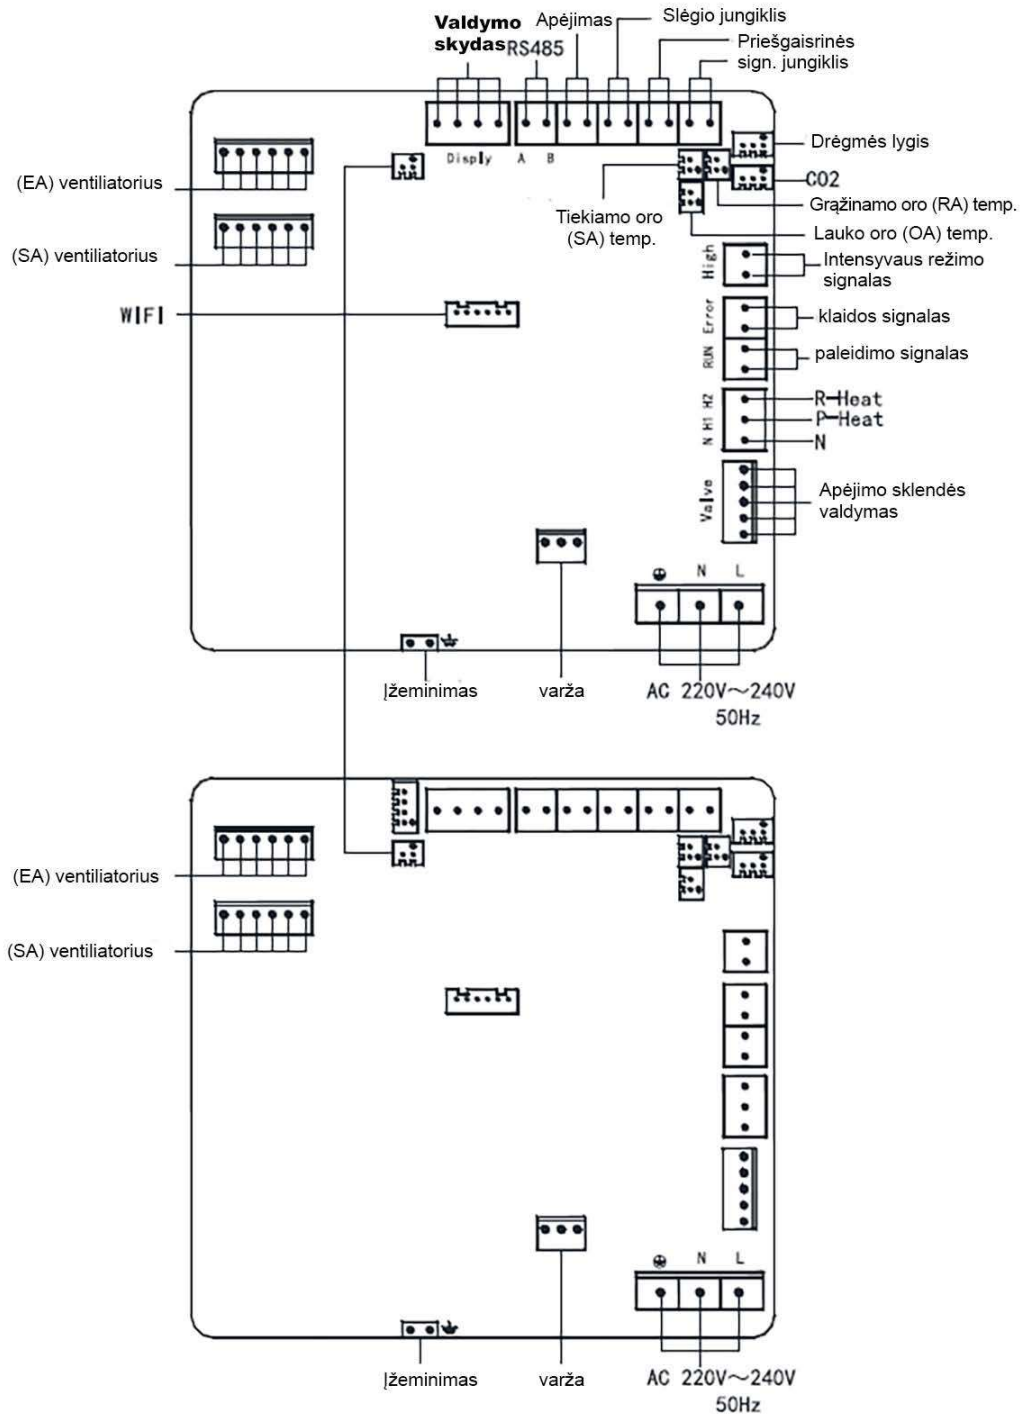 Valdymo
skydas
RS485
Apėjimas
Slėgio jungiklis
Priešgaisrinės
sign. jungiklis
Display
A B
Drėgmės lygis
CO2
(EA) ventiliatorius
Tiekiamo oro
(SA) temp.
Grąžinamo oro (RA) temp.
Lauko oro (OA) temp.
(SA) ventiliatorius
High
Intensyvaus režimo
signalas
WIFI
Error
klaidos signalas
RUN
paleidimo signalas
N H1 H2
R-Heat
P-Heat
N
Valve
Apėjimo sklendės
valdymas
N L
Įžeminimas
varža
AC 220V～240V
50Hz
(EA) ventiliatorius
(SA) ventiliatorius
N L
Įžeminimas
varža
AC 220V～240V
50Hz